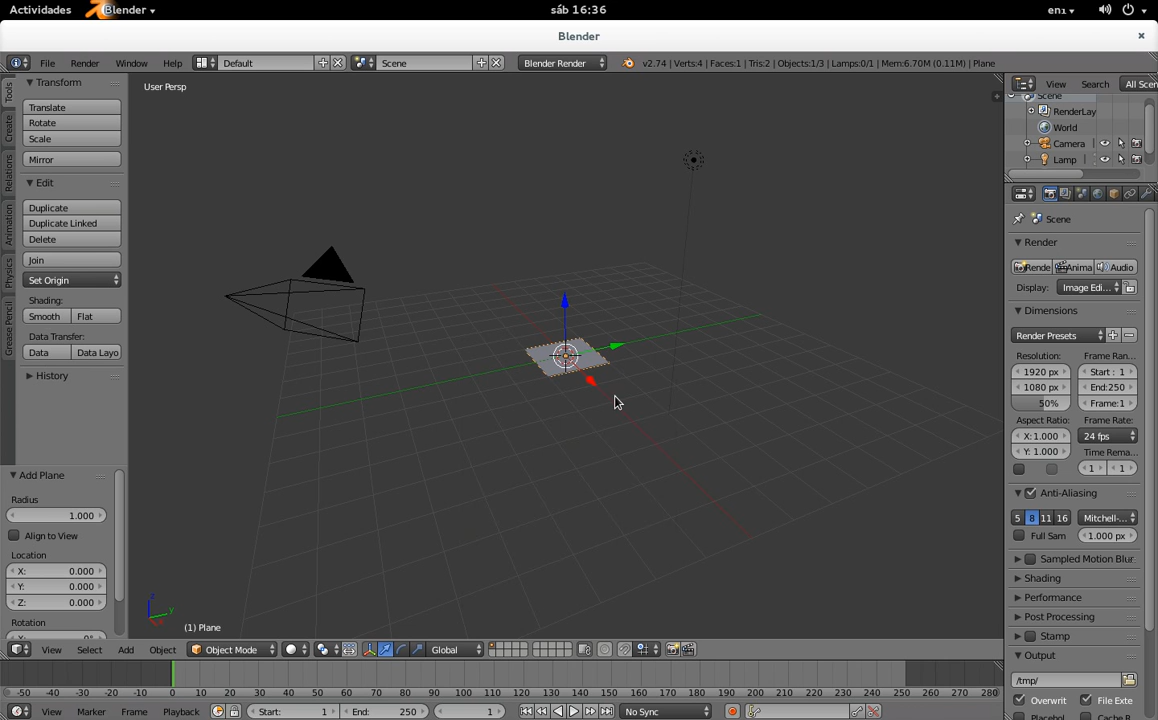 Actividades Blender sáb 16:36 en1
Blender
File Render Window Help Default Scene Blender Render v2.74 | Verts:4 | Faces:1 | Tris:2 | Objects:1/3 | Lamps:0/1 | Mem:6.70M (0.11M) | Plane
Tools
Create
Relations
Animation
Physics
Grease Pencil
Transform
Translate
Rotate
Scale
Mirror
Edit
Duplicate
Duplicate Linked
Delete
Join
Set Origin
Shading:
Smooth Flat
Data Transfer:
Data Data Layo
History
Add Plane
Radius
1.000
Align to View
Location
X: 0.000
Y: 0.000
Z: 0.000
Rotation
User Persp
(1) Plane
View Search All Scen
Scene
RenderLay
World
Camera
Lamp
Scene
Render
Rende Anima Audio
Display: Image Edi...
Dimensions
Render Presets
Resolution: Frame Ran...
1920 px Start : 1
1080 px End:250
50% Frame:1
Aspect Ratio: Frame Rate:
X:1.000 24 fps
Y: 1.000 Time Rema...
1 1
Anti-Aliasing
5 8 11 16 Mitchell-...
Full Sam 1.000 px
Sampled Motion Blur
Shading
Performance
Post Processing
Stamp
Output
/tmp/
Overwrit File Exte
Placehol Cache R
View Select Add Object Object Mode Global
-50 -40 -30 -20 -10 0 10 20 30 40 50 60 70 80 90 100 110 120 130 140 150 160 170 180 190 200 210 220 230 240 250 260 270 280
View Marker Frame Playback Start: 1 End: 250 1 No Sync